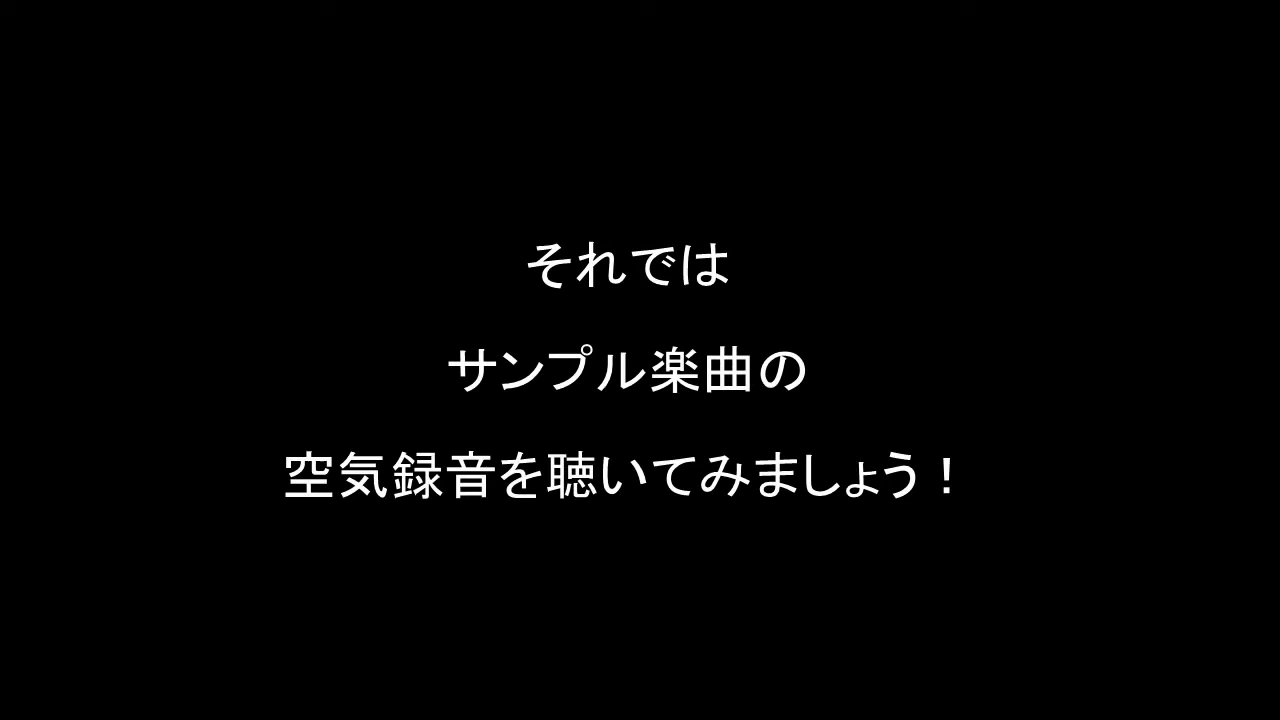 それでは
サンプル楽曲の
空気録音を聴いてみましょう！